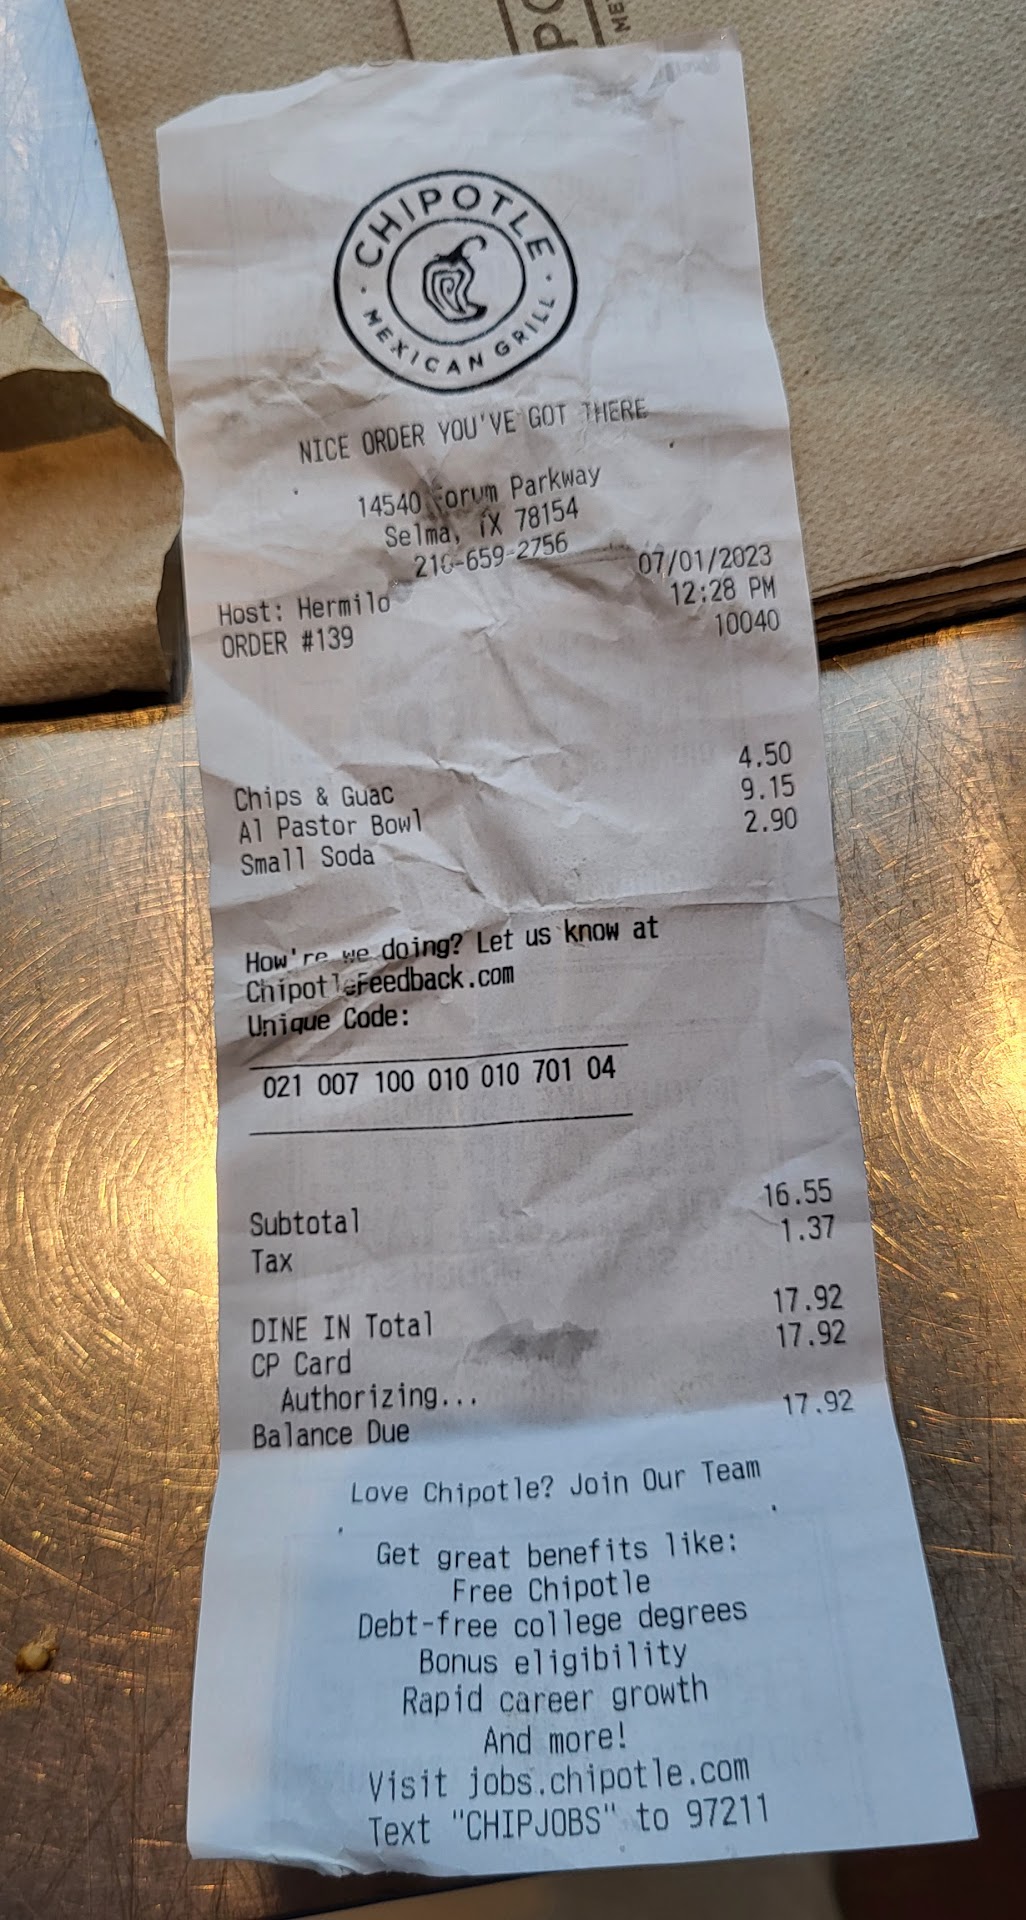 PO
ME
CHIPOTLE
MEXICAN GRILL
NICE ORDER YOU'VE GOT THERE
14540 Forum Parkway
Selma, TX 78154
210-659-2756
07/01/2023
Host: Hermilo 12:28 PM
ORDER #139 10040
Chips & Guac 4.50
Al Pastor Bowl 9.15
Small Soda 2.90
How're we doing? Let us know at
ChipotleFeedback.com
Unique Code:
021 007 100 010 010 701 04
Subtotal 16.55
Tax 1.37
DINE IN Total 17.92
CP Card 17.92
Authorizing...
Balance Due 17.92
Love Chipotle? Join Our Team
Get great benefits like:
Free Chipotle
Debt-free college degrees
Bonus eligibility
Rapid career growth
And more!
Visit jobs.chipotle.com
Text "CHIPJOBS" to 97211